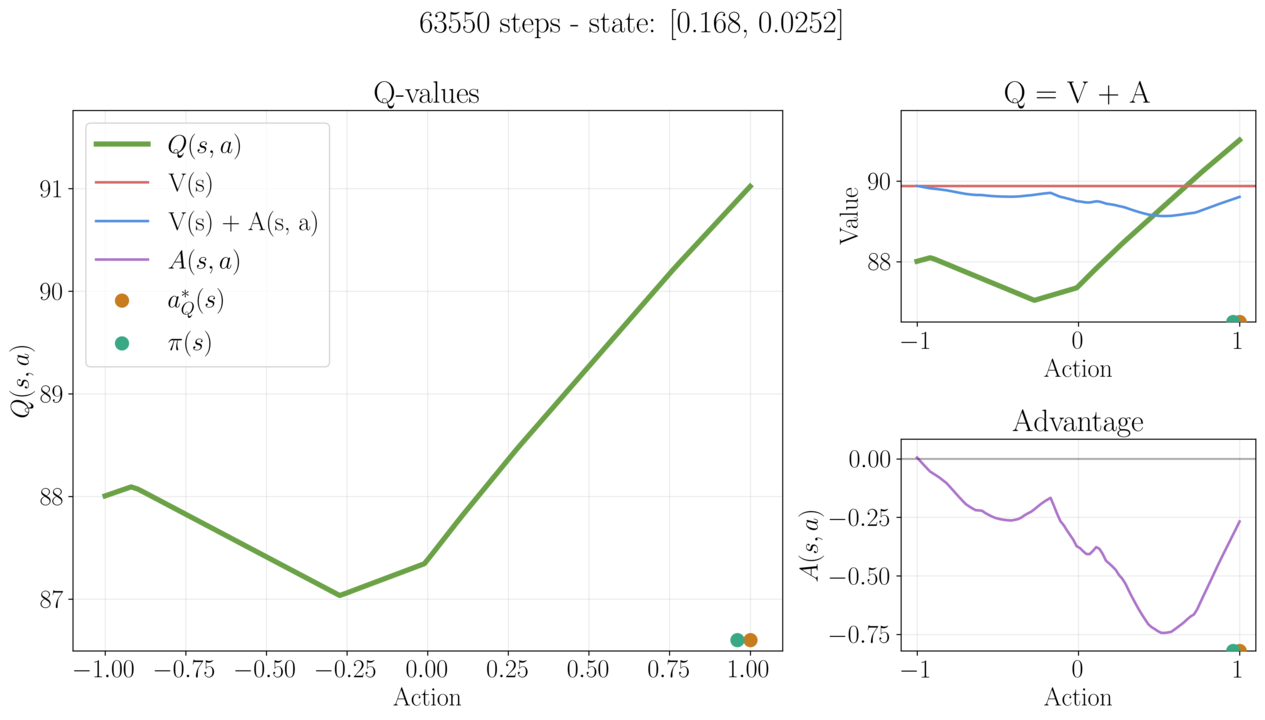 63550 steps - state: [0.168, 0.0252]
Q-values
Q(s, a)
V(s)
V(s) + A(s, a)
A(s, a)
a*Q(s)
π(s)
91
90
89
88
87
Q(s, a)
−1.00 −0.75 −0.50 −0.25 0.00 0.25 0.50 0.75 1.00
Action
Q = V + A
90
88
Value
−1 0 1
Action
Advantage
0.00
−0.25
−0.50
−0.75
A(s, a)
−1 0 1
Action